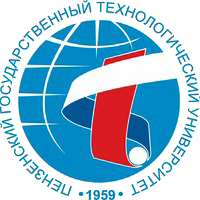 ПЕНЗЕНСКИЙ ГОСУДАРСТВЕННЫЙ ТЕХНОЛОГИЧЕСКИЙ УНИВЕРСИТЕТ
• 1959 •